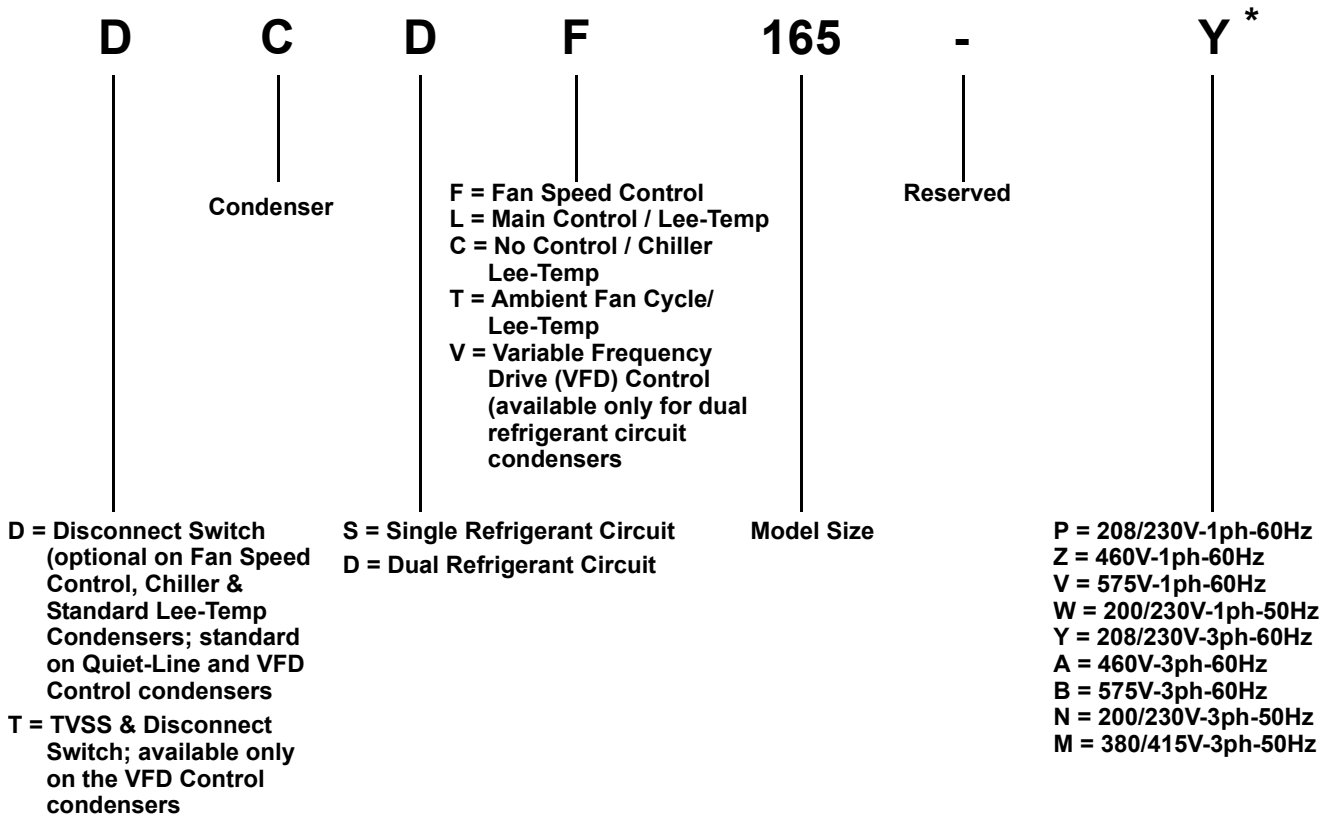 D C D F 165 - Y *
Condenser
F = Fan Speed Control
L = Main Control / Lee-Temp
C = No Control / Chiller
Lee-Temp
T = Ambient Fan Cycle/
Lee-Temp
V = Variable Frequency
Drive (VFD) Control
(available only for dual
refrigerant circuit
condensers
Reserved
D = Disconnect Switch
(optional on Fan Speed
Control, Chiller &
Standard Lee-Temp
Condensers; standard
on Quiet-Line and VFD
Control condensers
T = TVSS & Disconnect
Switch; available only
on the VFD Control
condensers
S = Single Refrigerant Circuit
D = Dual Refrigerant Circuit
Model Size
P = 208/230V-1ph-60Hz
Z = 460V-1ph-60Hz
V = 575V-1ph-60Hz
W = 200/230V-1ph-50Hz
Y = 208/230V-3ph-60Hz
A = 460V-3ph-60Hz
B = 575V-3ph-60Hz
N = 200/230V-3ph-50Hz
M = 380/415V-3ph-50Hz